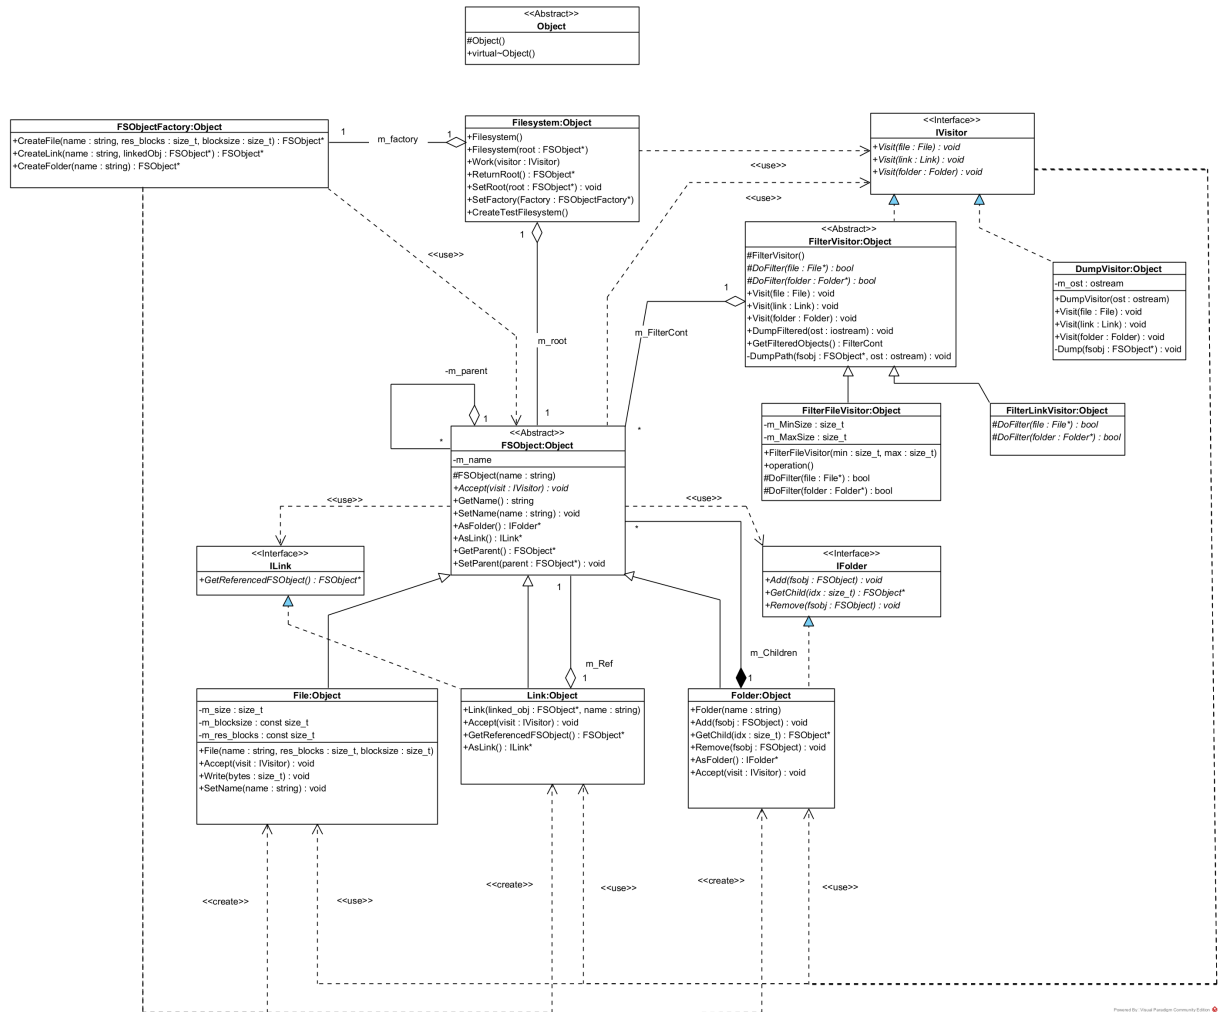 <<Abstract>>
Object
#Object()
+virtual~Object()
FSObjectFactory:Object
+CreateFile(name : string, res_blocks : size_t, blocksize : size_t) : FSObject*
+CreateLink(name : string, linkedObj : FSObject*) : FSObject*
+CreateFolder(name : string) : FSObject*
1
m_factory
1
Filesystem:Object
+Filesystem()
+Filesystem(root : FSObject*)
+Work(visitor : IVisitor)
+ReturnRoot() : FSObject*
+SetRoot(root : FSObject*) : void
+SetFactory(Factory : FSObjectFactory*)
+CreateTestFilesystem()
<<Interface>>
IVisitor
+Visit(file : File) : void
+Visit(link : Link) : void
+Visit(folder : Folder) : void
<<use>>
<<use>>
<<use>>
1
m_root
1
<<Abstract>>
FilterVisitor:Object
#FilterVisitor()
#DoFilter(file : File*) : bool
#DoFilter(folder : Folder*) : bool
+Visit(file : File) : void
+Visit(link : Link) : void
+Visit(folder : Folder) : void
+DumpFiltered(ost : iostream) : void
+GetFilteredObjects() : FilterCont
-DumpPath(fsobj : FSObject*, ost : ostream) : void
DumpVisitor:Object
-m_ost : ostream
+DumpVisitor(ost : ostream)
+Visit(file : File) : void
+Visit(link : Link) : void
+Visit(folder : Folder) : void
-Dump(fsobj : FSObject*) : void
1
m_FilterCont
*
-m_parent
1
*
FilterFileVisitor:Object
-m_MinSize : size_t
-m_MaxSize : size_t
+FilterFileVisitor(min : size_t, max : size_t)
+operation()
#DoFilter(file : File*) : bool
#DoFilter(folder : Folder*) : bool
FilterLinkVisitor:Object
#DoFilter(file : File*) : bool
#DoFilter(folder : Folder*) : bool
<<Abstract>>
FSObject:Object
-m_name
#FSObject(name : string)
+Accept(visit : IVisitor) : void
+GetName() : string
+SetName(name : string) : void
+AsFolder() : IFolder*
+AsLink() : ILink*
+GetParent() : FSObject*
+SetParent(parent : FSObject*) : void
<<use>>
<<use>>
*
<<Interface>>
ILink
+GetReferencedFSObject() : FSObject*
<<Interface>>
IFolder
+Add(fsobj : FSObject) : void
+GetChild(idx : size_t) : FSObject*
+Remove(fsobj : FSObject) : void
1
m_Ref
1
m_Children
1
File:Object
-m_size : size_t
-m_blocksize : const size_t
-m_res_blocks : const size_t
+File(name : string, res_blocks : size_t, blocksize : size_t)
+Accept(visit : IVisitor) : void
+Write(bytes : size_t) : void
+SetName(name : string) : void
Link:Object
+Link(linked_obj : FSObject*, name : string)
+Accept(visit : IVisitor) : void
+GetReferencedFSObject() : FSObject*
+AsLink() : ILink*
Folder:Object
+Folder(name : string)
+Add(fsobj : FSObject) : void
+GetChild(idx : size_t) : FSObject*
+Remove(fsobj : FSObject) : void
+AsFolder() : IFolder*
+Accept(visit : IVisitor) : void
<<create>>
<<use>>
<<create>>
<<use>>
<<create>>
<<use>>
Powered By Visual Paradigm Community Edition